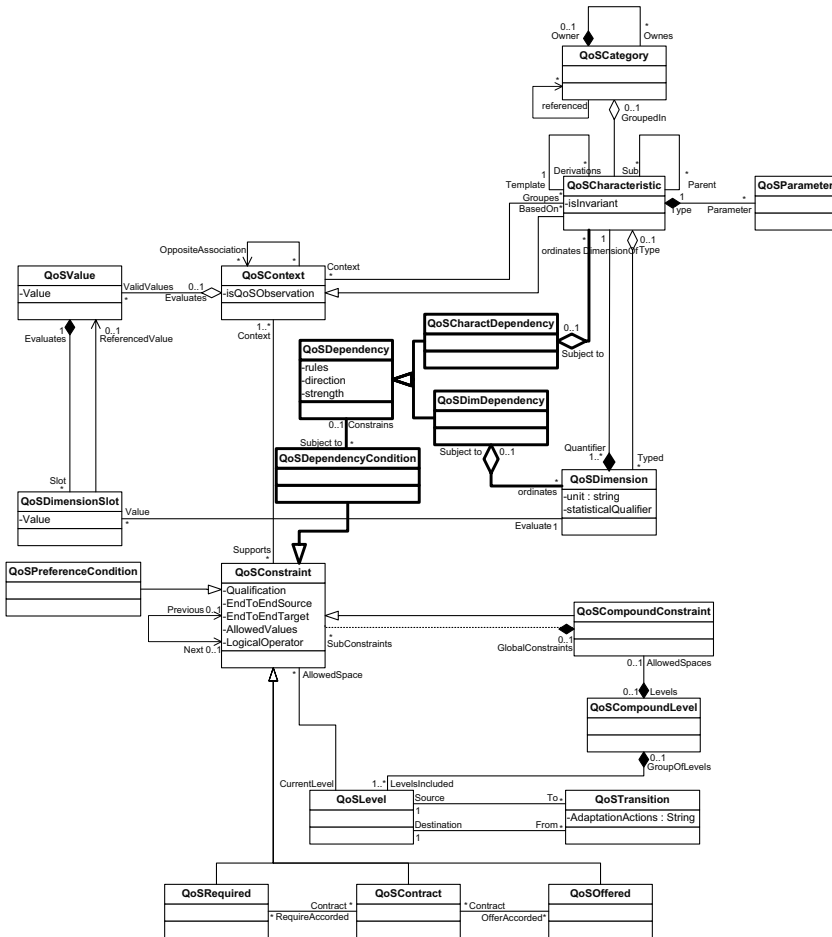 0..1
*
Owner
Ownes
QoSCategory
*
referenced
0..1
GroupedIn
*
Derivations
*
Sub
1
Template
*
Parent
QoSCharacteristic
-isInvariant
QoSParameter
Groupes
*
BasedOn*
1
Type
*
Parameter
*
1
0..1
ordinates
DimensionOf
Type
OppositeAssociation
*
*
QoSValue
-Value
ValidValues
*
0..1
Evaluates
QoSContext
-isQoSObservation
Context
*
1
Evaluates
0..1
ReferencedValue
1..*
Context
QoSCharactDependency
0..1
Subject to
QoSDependency
-rules
-direction
-strength
QoSDimDependency
0..1
Constrains
Subject to
*
Subject to
0..1
QoSDependencyCondition
Quantifier
1..*
Typed
*
Slot
*
*
ordinates
QoSDimension
-unit : string
-statisticalQualifier
QoSDimensionSlot
-Value
Value
*
Evaluate
1
Supports
*
QoSPreferenceCondition
QoSConstraint
-Qualification
-EndToEndSource
-EndToEndTarget
-AllowedValues
-LogicalOperator
Previous
0..1
Next
0..1
*
SubConstraints
QoSCompoundConstraint
0..1
GlobalConstraints
0..1
AllowedSpaces
*
AllowedSpace
0..1
Levels
QoSCompoundLevel
0..1
GroupOfLevels
CurrentLevel
1..*
LevelsIncluded
QoSLevel
Source
1
To
*
Destination
1
From
*
QoSTransition
-AdaptationActions : String
QoSRequired
QoSContract
QoSOffered
Contract
*
*
RequireAccorded
*
Contract
OfferAccorded
*